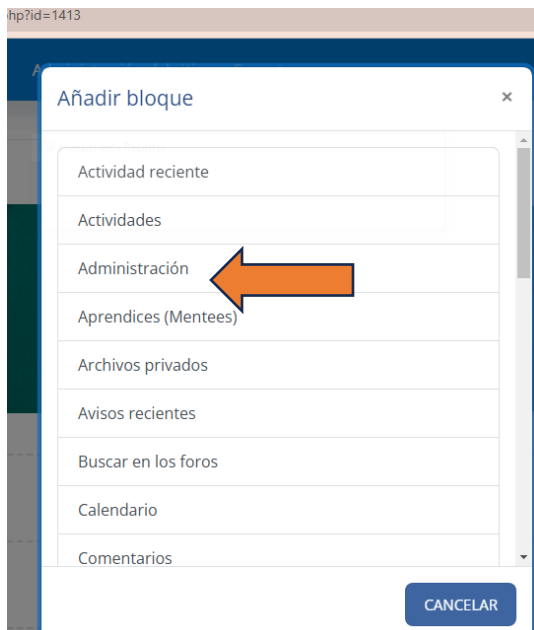 hp?id=1413
Añadir bloque
×
Actividad reciente
Actividades
Administración
Aprendices (Mentees)
Archivos privados
Avisos recientes
Buscar en los foros
Calendario
Comentarios
CANCELAR